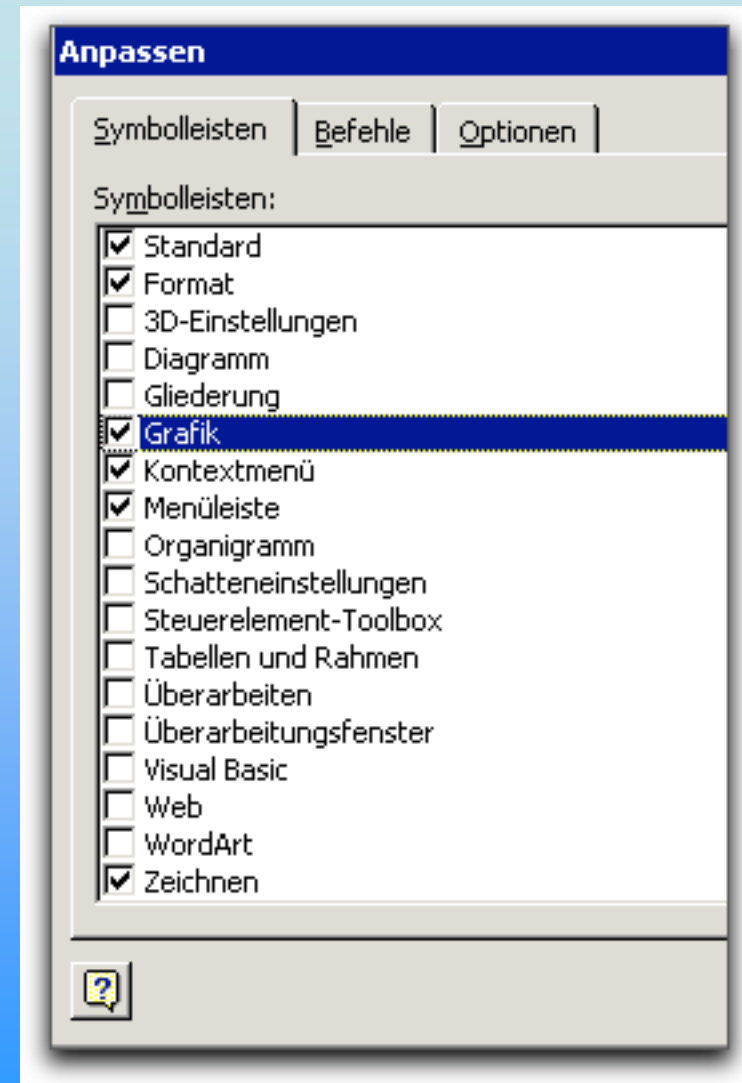 Anpassen
Symbolleisten Befehle Optionen
Symbolleisten:
Standard
Format
3D-Einstellungen
Diagramm
Gliederung
Grafik
Kontextmenü
Menüleiste
Organigramm
Schatteneinstellungen
Steuerelement-Toolbox
Tabellen und Rahmen
Überarbeiten
Überarbeitungsfenster
Visual Basic
Web
WordArt
Zeichnen
?